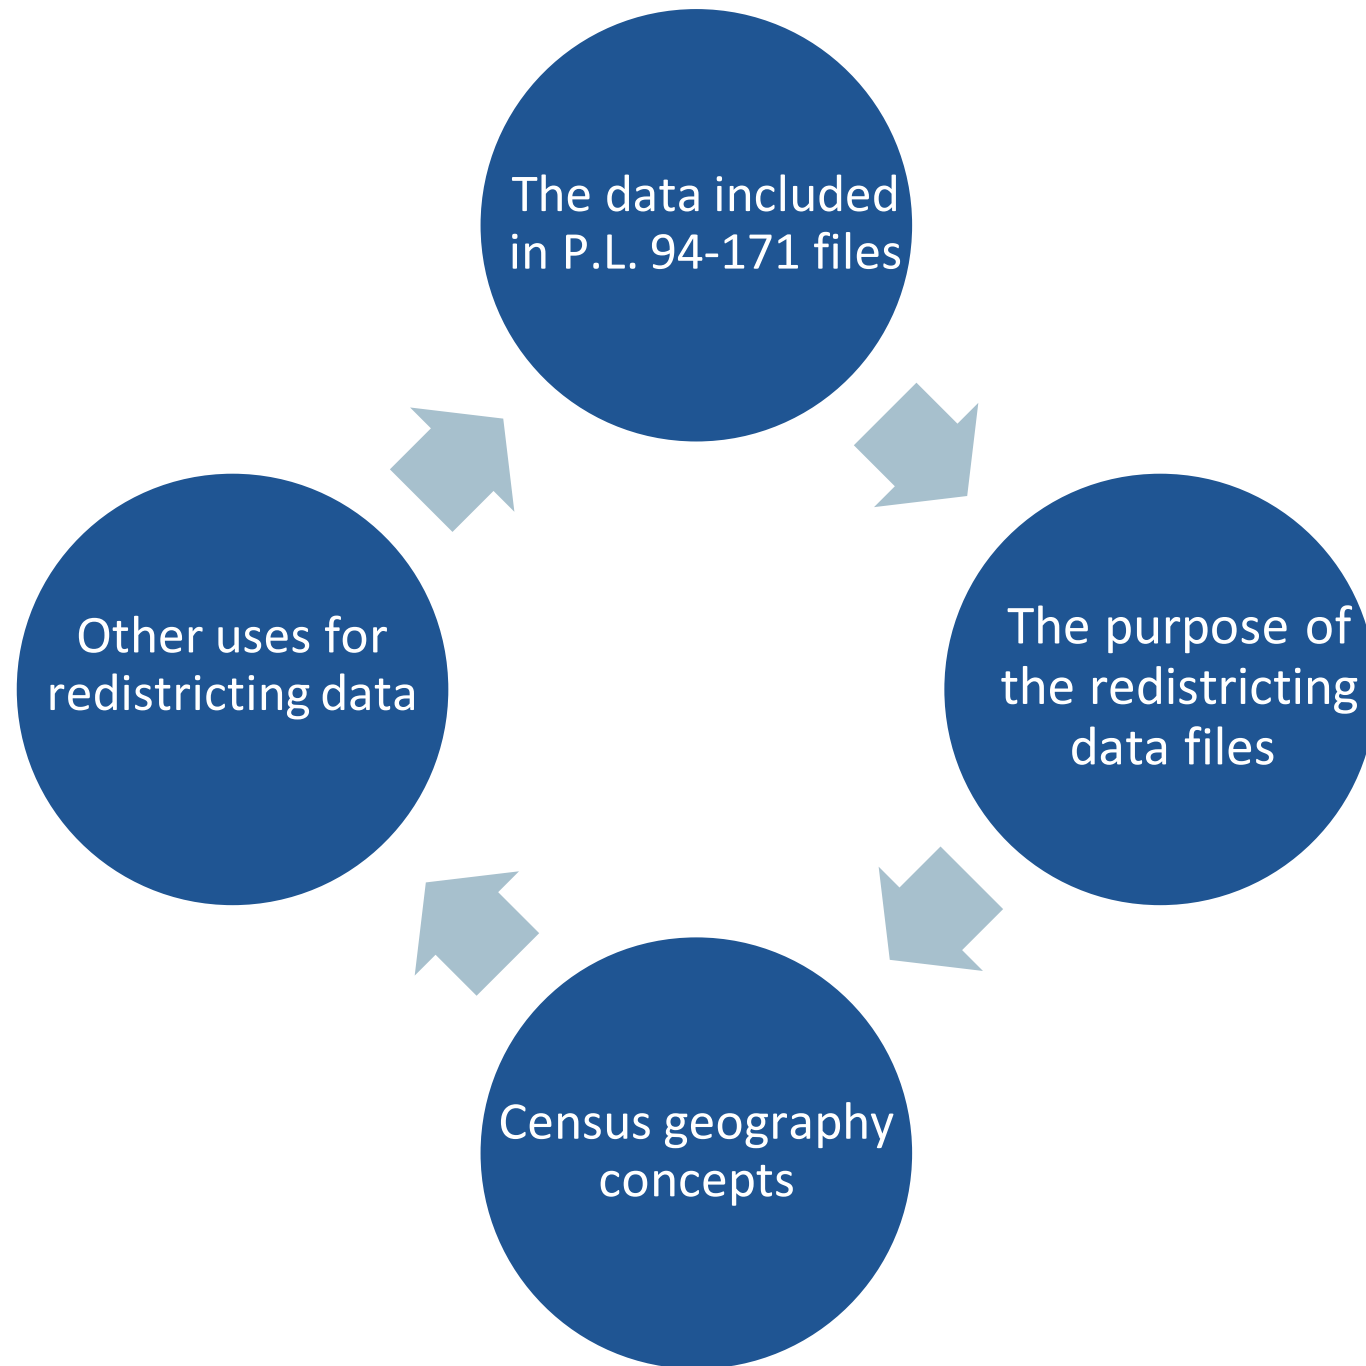 The data included
in P.L. 94-171 files
The purpose of
the redistricting
data files
Census geography
concepts
Other uses for
redistricting data